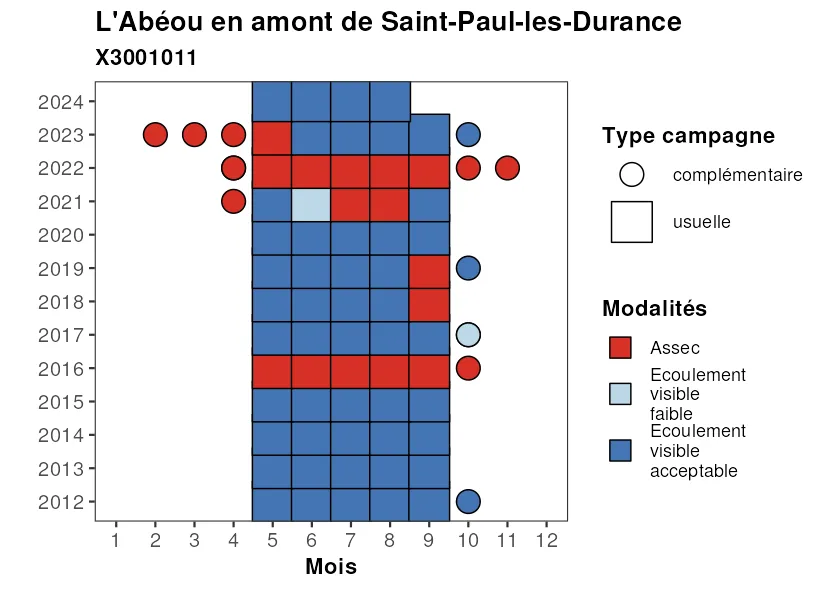 L'Abéou en amont de Saint-Paul-les-Durance
X3001011
2024
2023
2022
2021
2020
2019
2018
2017
2016
2015
2014
2013
2012
1 2 3 4 5 6 7 8 9 10 11 12
Mois
Type campagne
complémentaire
usuelle
Modalités
Assec
Ecoulement
visible
faible
Ecoulement
visible
acceptable